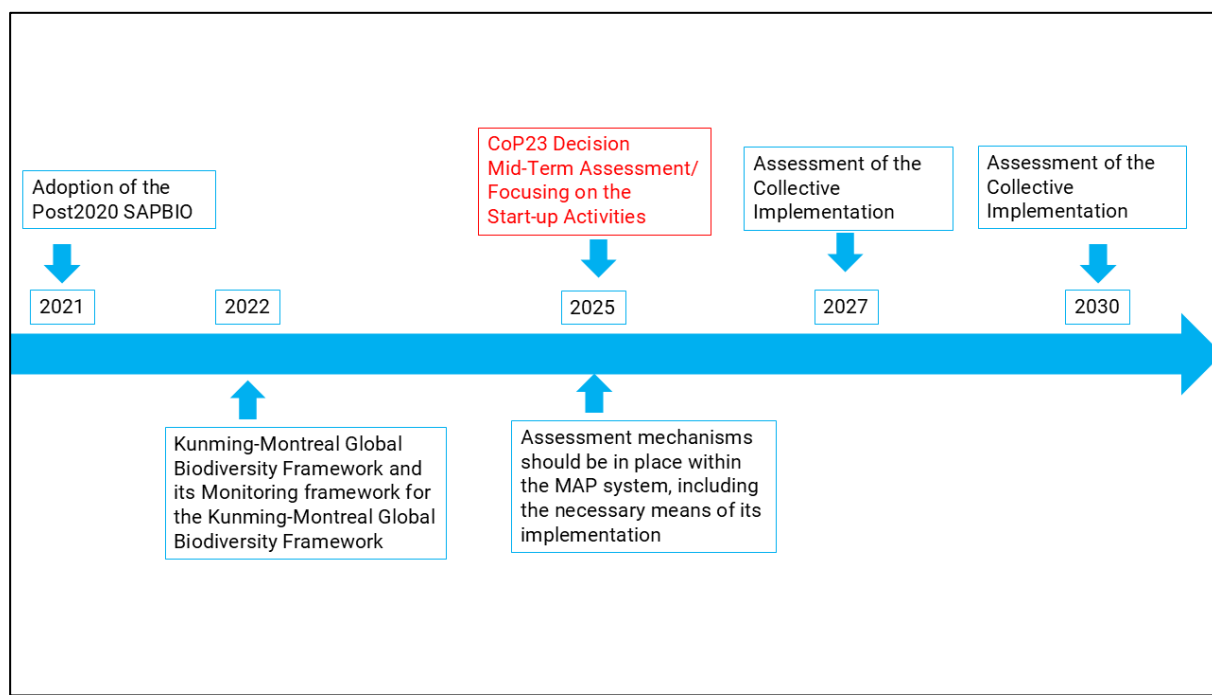 Adoption of the
Post2020 SAPBIO
CoP23 Decision
Mid-Term Assessment/
Focusing on the
Start-up Activities
Assessment of the
Collective
Implementation
Assessment of the
Collective
Implementation
2021
2022
2025
2027
2030
Kunming-Montreal Global
Biodiversity Framework and
its Monitoring framework for
the Kunming-Montreal Global
Biodiversity Framework
Assessment mechanisms
should be in place within
the MAP system, including
the necessary means of its
implementation